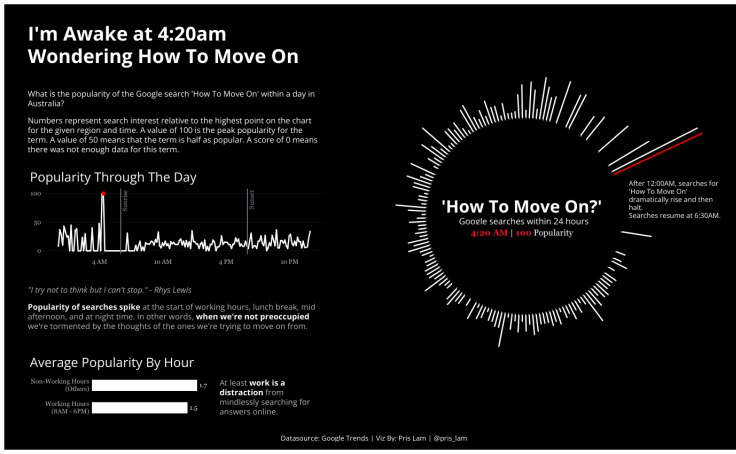 I'm Awake at 4:20am
Wondering How To Move On
What is the popularity of the Google search 'How To Move On' within a day in
Australia?
Numbers represent search interest relative to the highest point on the chart
for the given region and time. A value of 100 is the peak popularity for the
term. A value of 50 means that the term is half as popular. A score of 0 means
there was not enough data for this term.
Popularity Through The Day
100
50
0
Sunrise
Sunset
4 AM
10 AM
4 PM
10 PM
"I try not to think but I can't stop." - Rhys Lewis
Popularity of searches spike at the start of working hours, lunch break, mid
afternoon, and at night time. In other words, when we're not preoccupied
we're tormented by the thoughts of the ones we're trying to move on from.
Average Popularity By Hour
Non-Working Hours
(Others)
1.7
Working Hours
(8AM - 6PM)
1.5
At least work is a
distraction from
mindlessly searching for
answers online.
'How To Move On?'
Google searches within 24 hours
4:20 AM | 100 Popularity
After 12:00AM, searches for
'How To Move On'
dramatically rise and then
halt.
Searches resume at 6:30AM.
Datasource: Google Trends | Viz By: Pris Lam | @pris_lam